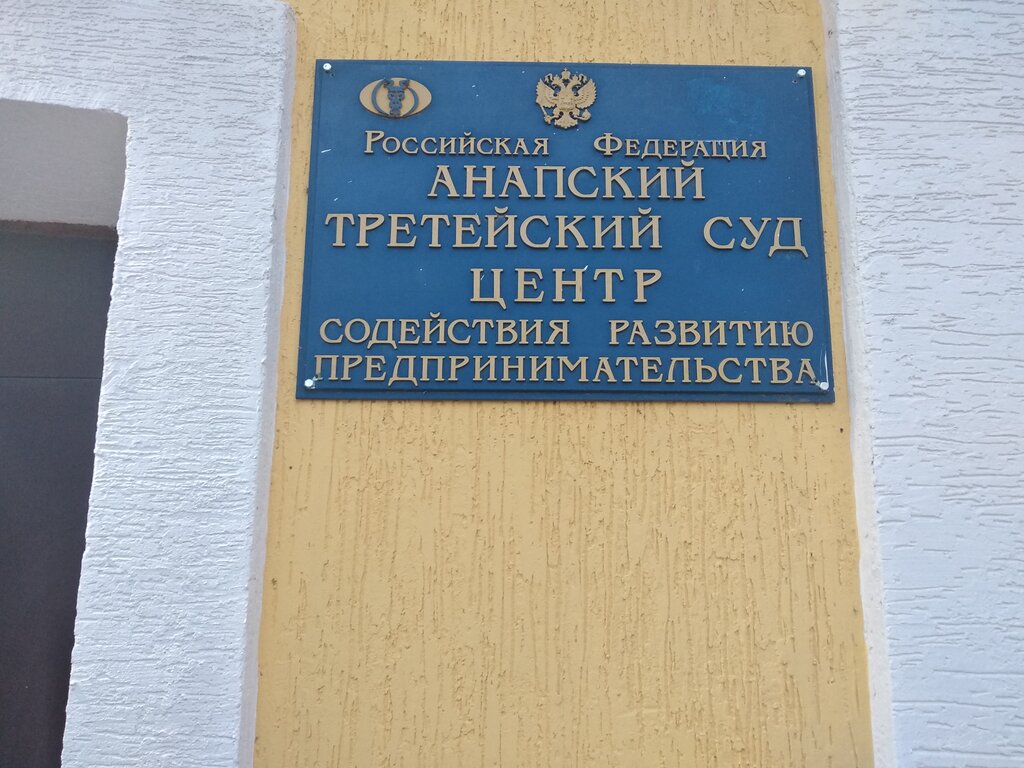 Российская Федерация
АНАПСКИЙ
ТРЕТЕЙСКИЙ СУД
ЦЕНТР
СОДЕЙСТВИЯ РАЗВИТИЮ
ПРЕДПРИНИМАТЕЛЬСТВА